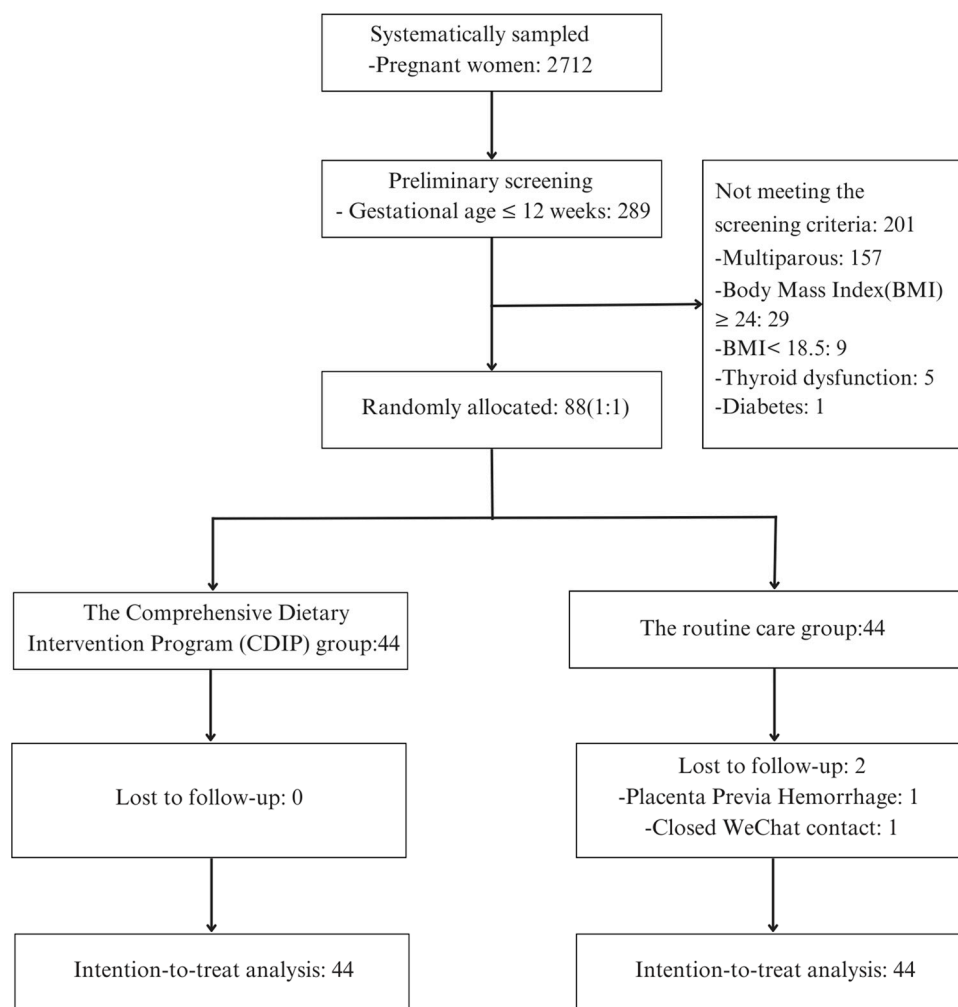 Systematically sampled
-Pregnant women: 2712
Preliminary screening
- Gestational age ≤ 12 weeks: 289
Not meeting the
screening criteria: 201
-Multiparous: 157
-Body Mass Index(BMI)
≥ 24: 29
-BMI< 18.5: 9
-Thyroid dysfunction: 5
-Diabetes: 1
Randomly allocated: 88(1:1)
The Comprehensive Dietary
Intervention Program (CDIP) group:44
The routine care group:44
Lost to follow-up: 0
Lost to follow-up: 2
-Placenta Previa Hemorrhage: 1
-Closed WeChat contact: 1
Intention-to-treat analysis: 44
Intention-to-treat analysis: 44